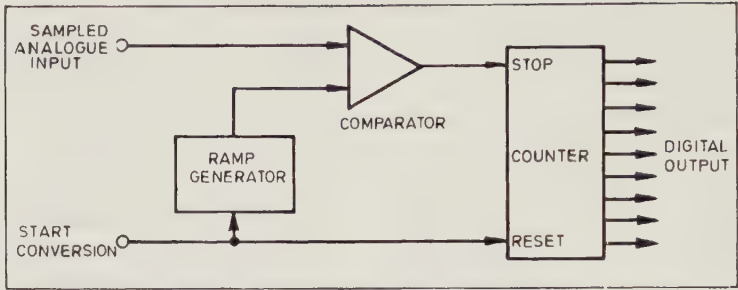 SAMPLED
ANALOGUE
INPUT
STOP
COMPARATOR
RAMP
GENERATOR
COUNTER
DIGITAL
OUTPUT
START
CONVERSION
RESET